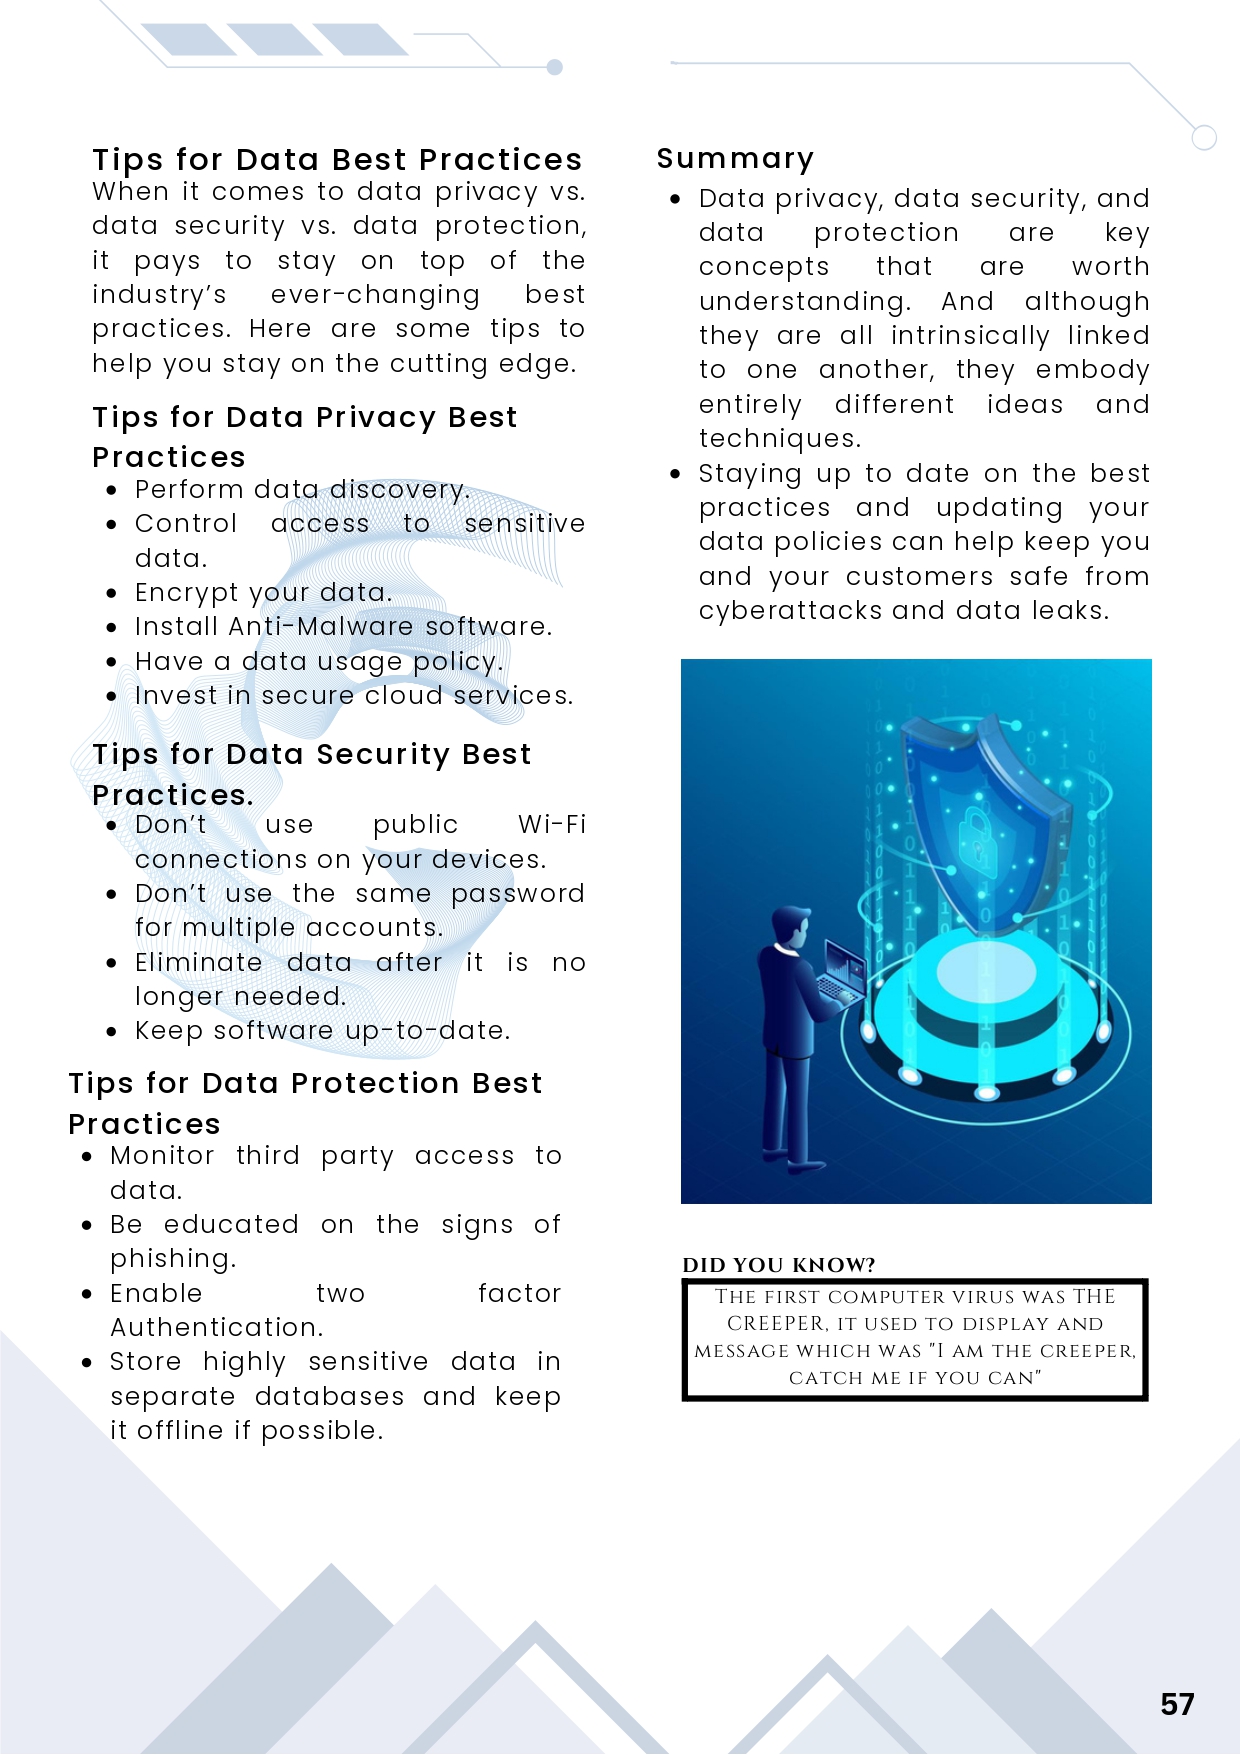 Tips for Data Best Practices
When it comes to data privacy vs.
data security vs. data protection,
it pays to stay on top of the
industry’s ever-changing best
practices. Here are some tips to
help you stay on the cutting edge.
Tips for Data Privacy Best
Practices
• Perform data discovery.
• Control access to sensitive
data.
• Encrypt your data.
• Install Anti-Malware software.
• Have a data usage policy.
• Invest in secure cloud services.
Tips for Data Security Best
Practices.
• Don’t use public Wi-Fi
connections on your devices.
• Don’t use the same password
for multiple accounts.
• Eliminate data after it is no
longer needed.
• Keep software up-to-date.
Tips for Data Protection Best
Practices
• Monitor third party access to
data.
• Be educated on the signs of
phishing.
• Enable two factor
Authentication.
• Store highly sensitive data in
separate databases and keep
it offline if possible.
Summary
• Data privacy, data security, and
data protection are key
concepts that are worth
understanding. And although
they are all intrinsically linked
to one another, they embody
entirely different ideas and
techniques.
• Staying up to date on the best
practices and updating your
data policies can help keep you
and your customers safe from
cyberattacks and data leaks.
DID YOU KNOW?
THE FIRST COMPUTER VIRUS WAS THE
CREEPER, IT USED TO DISPLAY AND
MESSAGE WHICH WAS "I AM THE CREEPER,
CATCH ME IF YOU CAN"
57